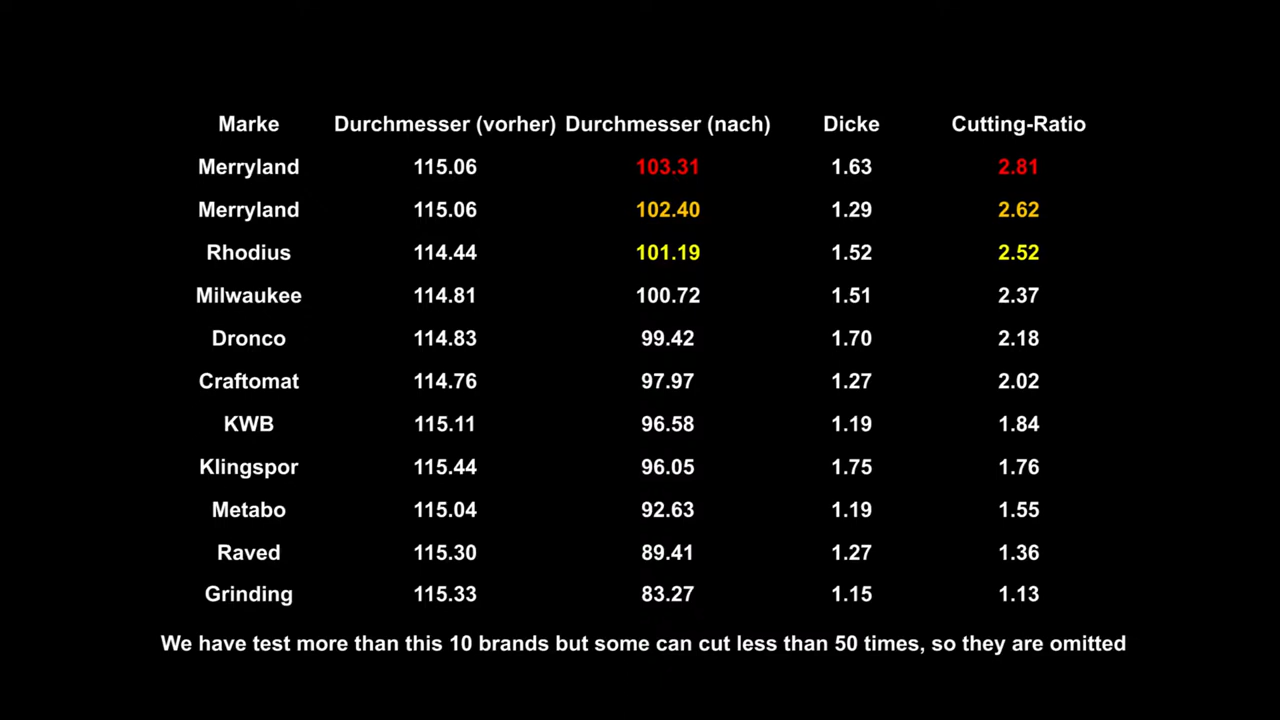 Marke Durchmesser (vorher) Durchmesser (nach) Dicke Cutting-Ratio
Merryland 115.06 103.31 1.63 2.81
Merryland 115.06 102.40 1.29 2.62
Rhodius 114.44 101.19 1.52 2.52
Milwaukee 114.81 100.72 1.51 2.37
Dronco 114.83 99.42 1.70 2.18
Craftomat 114.76 97.97 1.27 2.02
KWB 115.11 96.58 1.19 1.84
Klingspor 115.44 96.05 1.75 1.76
Metabo 115.04 92.63 1.19 1.55
Raved 115.30 89.41 1.27 1.36
Grinding 115.33 83.27 1.15 1.13
We have test more than this 10 brands but some can cut less than 50 times, so they are omitted